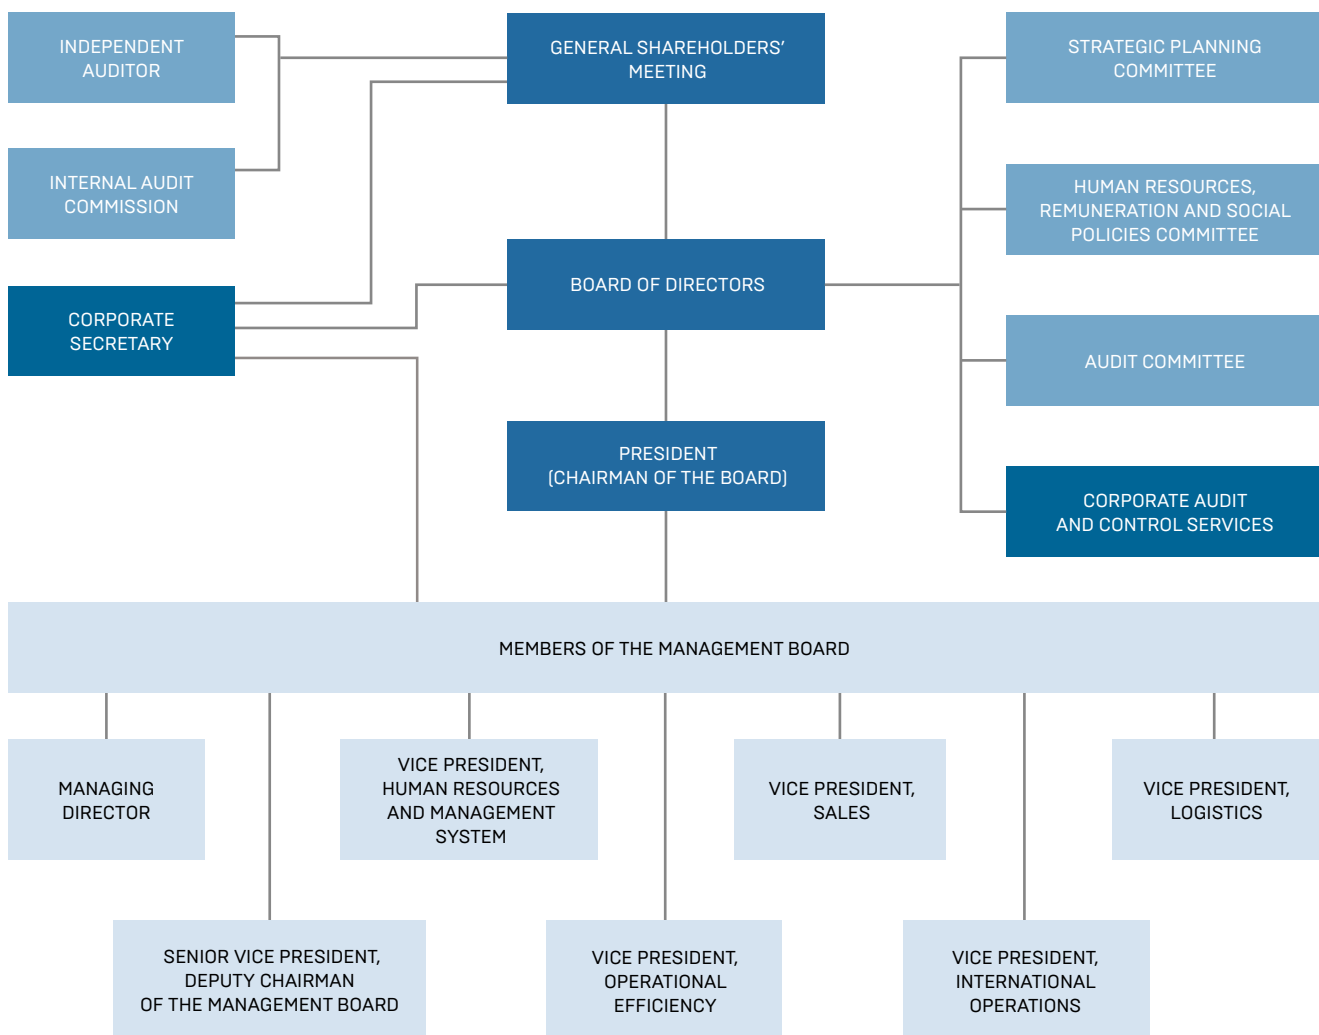 INDEPENDENT
AUDITOR
GENERAL SHAREHOLDERS’
MEETING
STRATEGIC PLANNING
COMMITTEE
INTERNAL AUDIT
COMMISSION
HUMAN RESOURCES,
REMUNERATION AND SOCIAL
POLICIES COMMITTEE
BOARD OF DIRECTORS
CORPORATE
SECRETARY
AUDIT COMMITTEE
PRESIDENT
(CHAIRMAN OF THE BOARD)
CORPORATE AUDIT
AND CONTROL SERVICES
MEMBERS OF THE MANAGEMENT BOARD
MANAGING
DIRECTOR
VICE PRESIDENT,
HUMAN RESOURCES
AND MANAGEMENT
SYSTEM
VICE PRESIDENT,
SALES
VICE PRESIDENT,
LOGISTICS
SENIOR VICE PRESIDENT,
DEPUTY CHAIRMAN
OF THE MANAGEMENT BOARD
VICE PRESIDENT,
OPERATIONAL
EFFICIENCY
VICE PRESIDENT,
INTERNATIONAL
OPERATIONS